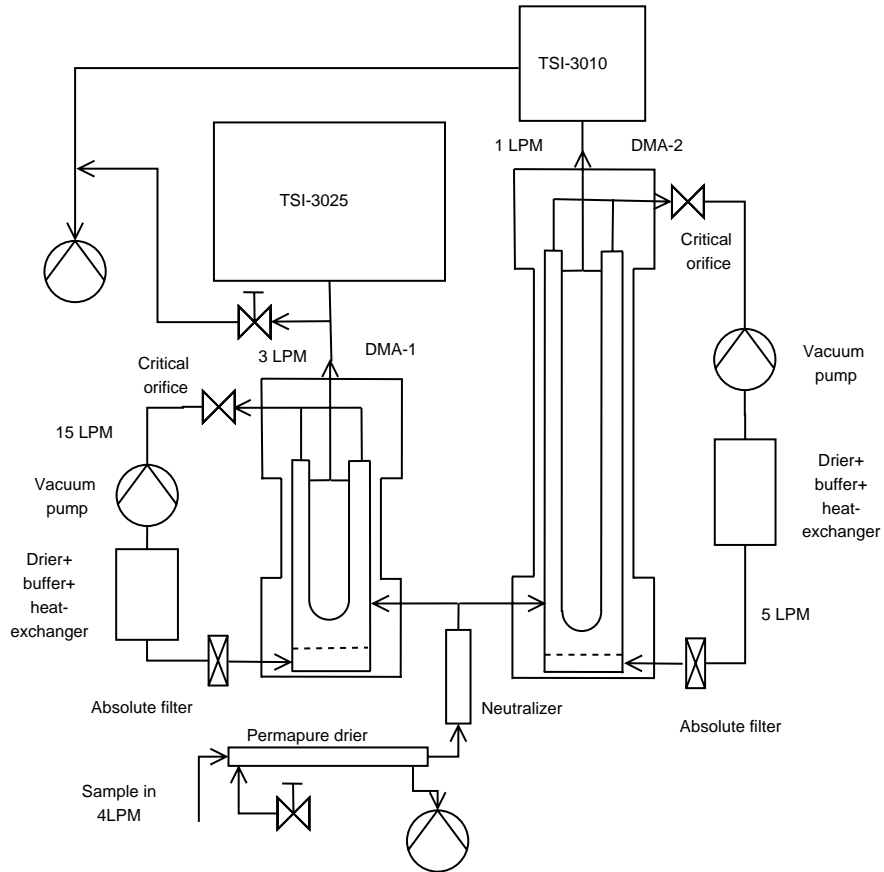 TSI-3010
1 LPM
DMA-2
TSI-3025
Critical
orifice
3 LPM
DMA-1
Critical
orifice
Vacuum
pump
15 LPM
Vacuum
pump
Drier+
buffer+
heat-
exchanger
Drier+
buffer+
heat-
exchanger
5 LPM
Absolute filter
Neutralizer
Absolute filter
Permapure drier
Sample in
4LPM